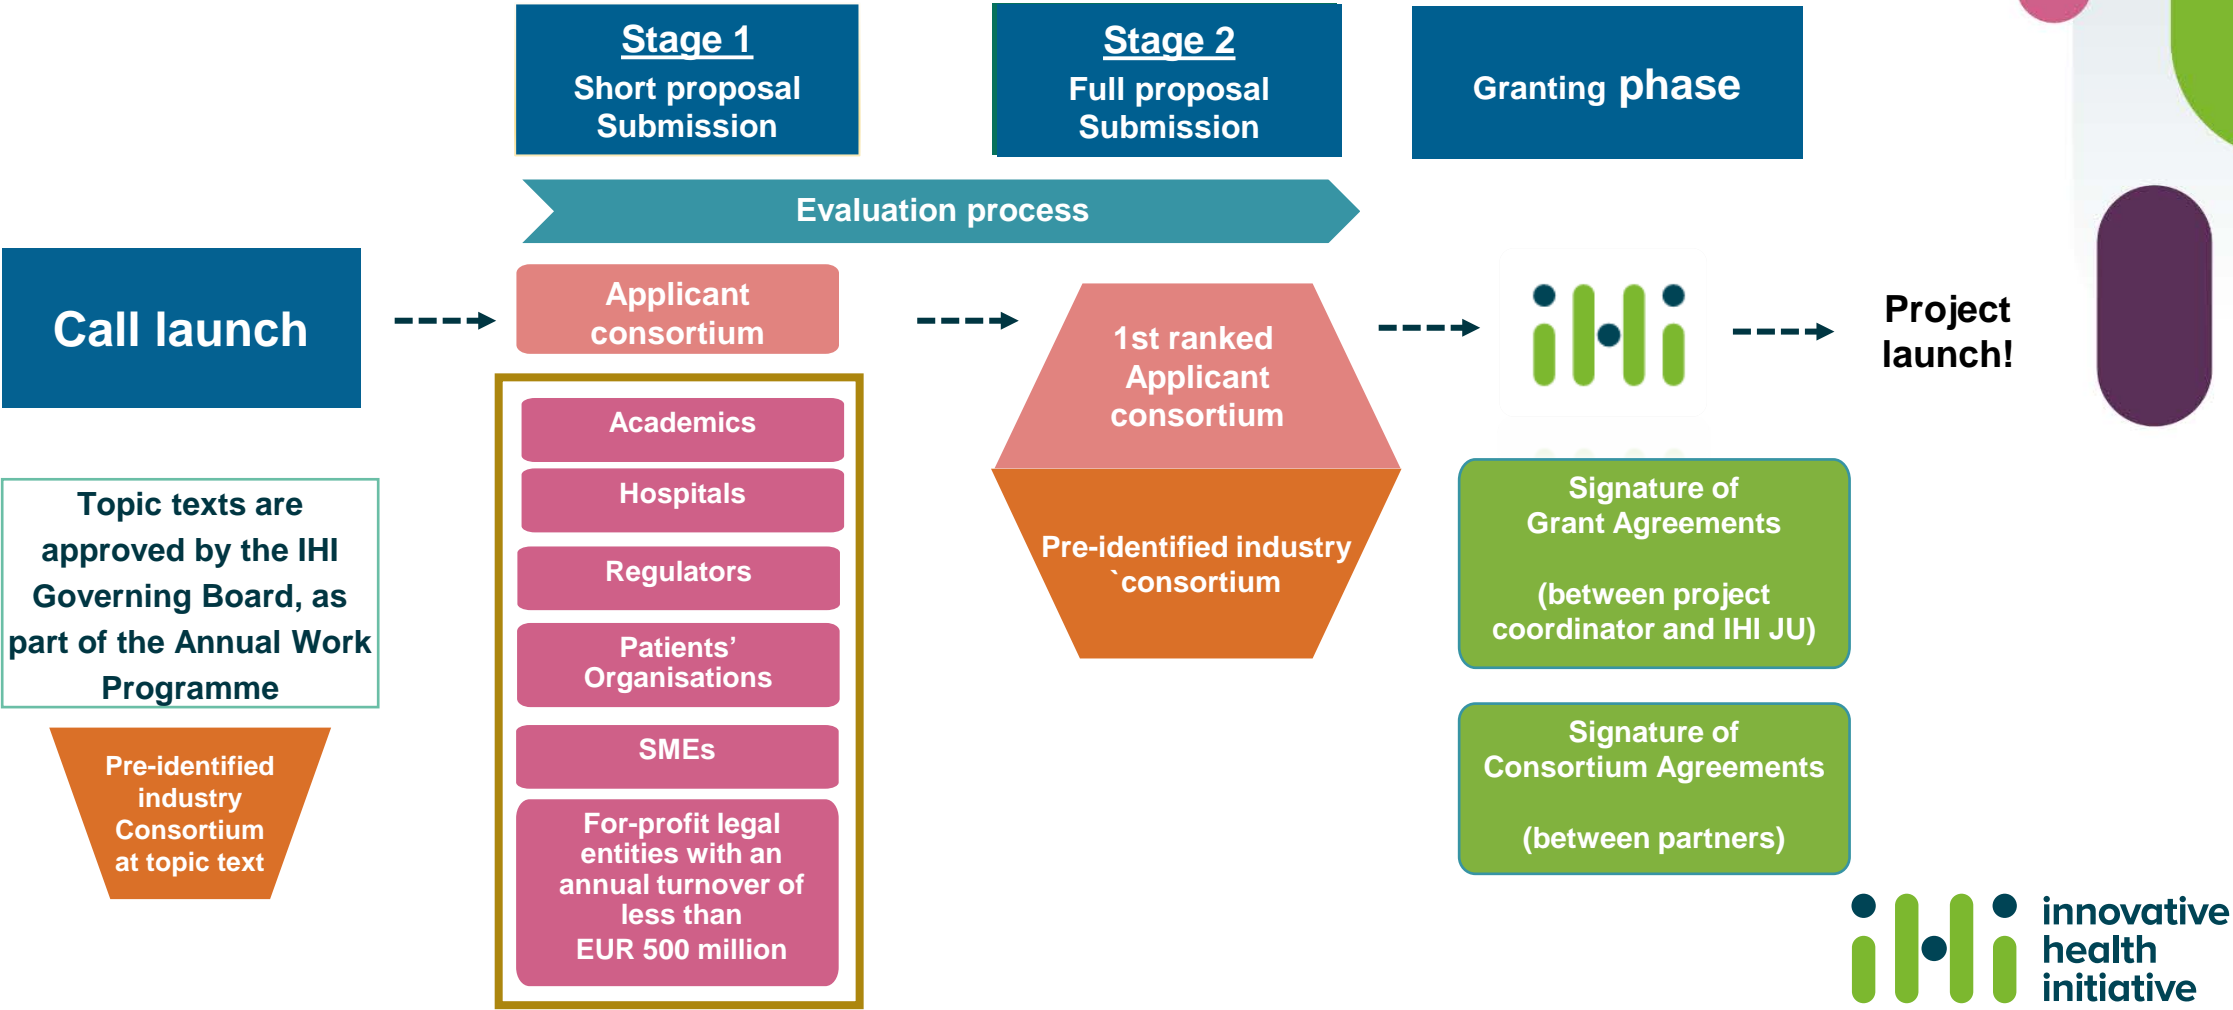 Stage 1
Short proposal
Submission
Stage 2
Full proposal
Submission
Granting phase
Evaluation process
Call launch
Applicant
consortium
1st ranked
Applicant
consortium
Project
launch!
Topic texts are
approved by the IHI
Governing Board, as
part of the Annual Work
Programme
Pre-identified
industry
Consortium
at topic text
Academics
Hospitals
Regulators
Patients’
Organisations
SMEs
For-profit legal
entities with an
annual turnover of
less than
EUR 500 million
Pre-identified industry
`consortium
iHi
Signature of
Grant Agreements
(between project
coordinator and IHI JU)
Signature of
Consortium Agreements
(between partners)
iHi
innovative
health
initiative